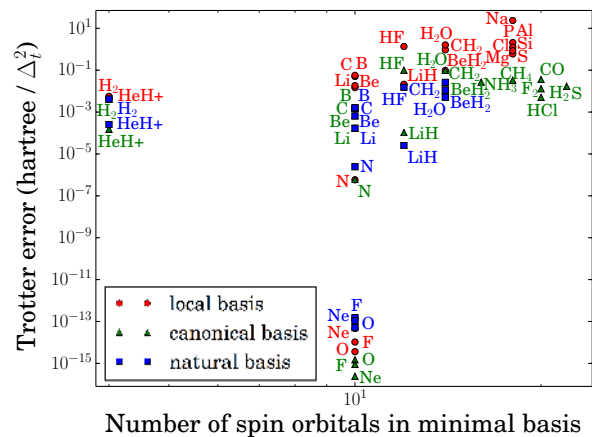 Trotter error (hartree / Δ_t^2)
10^1
10^-1
10^-3
10^-5
10^-7
10^-9
10^-11
10^-13
10^-15
Na
P Al
Cl Si
Mg S
H2O
HF
CH2
BeH2
C B
Li Be
H2 HeH+
H2 H2
HeH+
HeH+
HF
H2O
LiH CH2
CH4 CO
NH3 F2 H2S
HCl
HF CH2 BeH2
H2O BeH2
B B
C C
Be Be
Li Li
LiH
LiH
N
N
N
F
Ne
O
Ne
F
O
O
F
Ne
local basis
canonical basis
natural basis
10^1
Number of spin orbitals in minimal basis